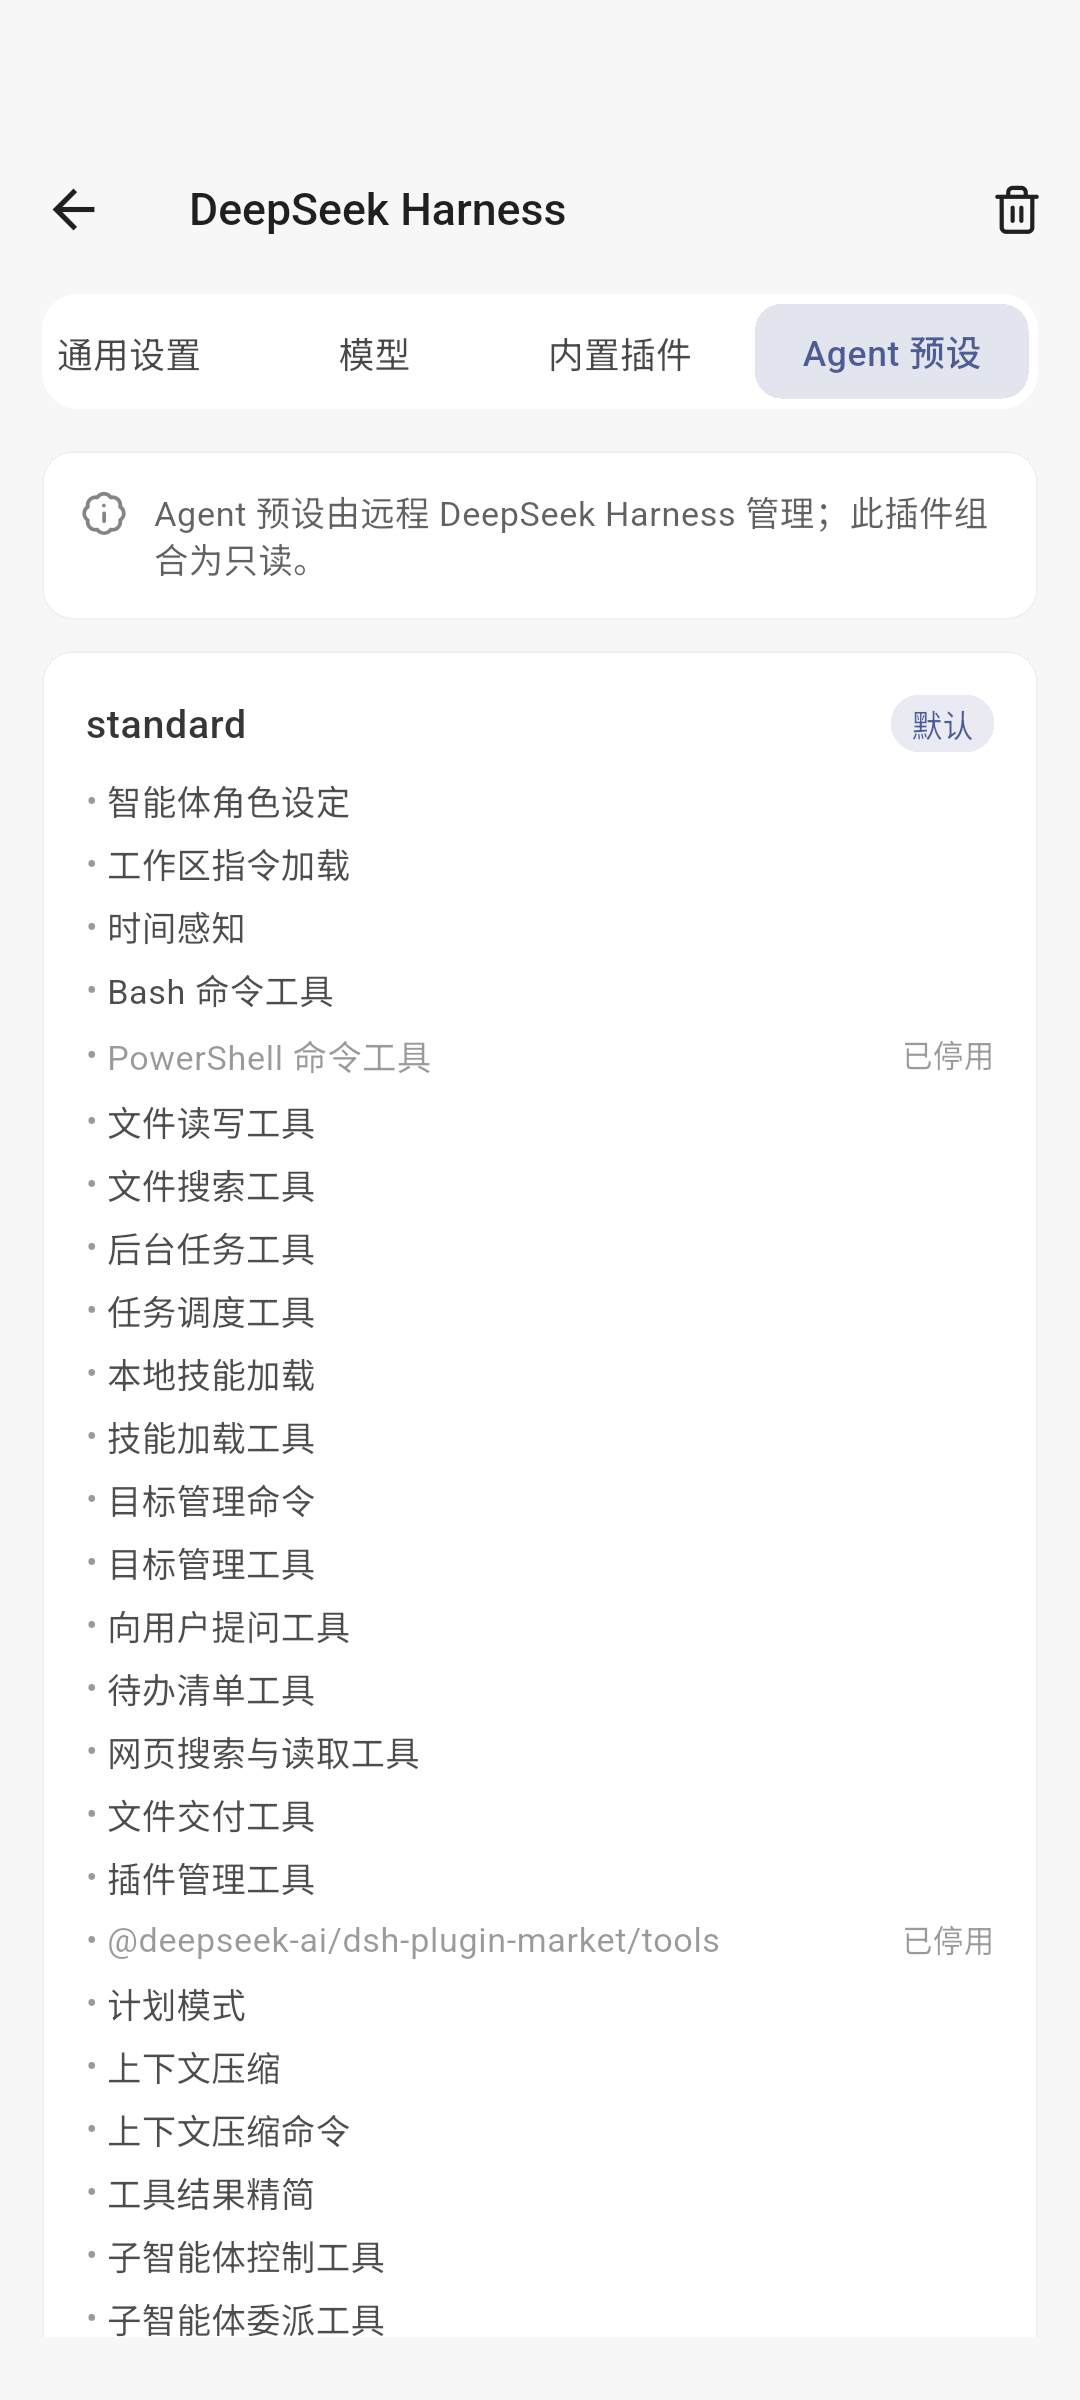 DeepSeek Harness
通用设置 模型 内置插件 Agent 预设
Agent 预设由远程 DeepSeek Harness 管理；此插件组
合为只读。
standard 默认
• 智能体角色设定
• 工作区指令加载
• 时间感知
• Bash 命令工具
• PowerShell 命令工具 已停用
• 文件读写工具
• 文件搜索工具
• 后台任务工具
• 任务调度工具
• 本地技能加载
• 技能加载工具
• 目标管理命令
• 目标管理工具
• 向用户提问工具
• 待办清单工具
• 网页搜索与读取工具
• 文件交付工具
• 插件管理工具
• @deepseek-ai/dsh-plugin-market/tools 已停用
• 计划模式
• 上下文压缩
• 上下文压缩命令
• 工具结果精简
• 子智能体控制工具
• 子智能体委派工具